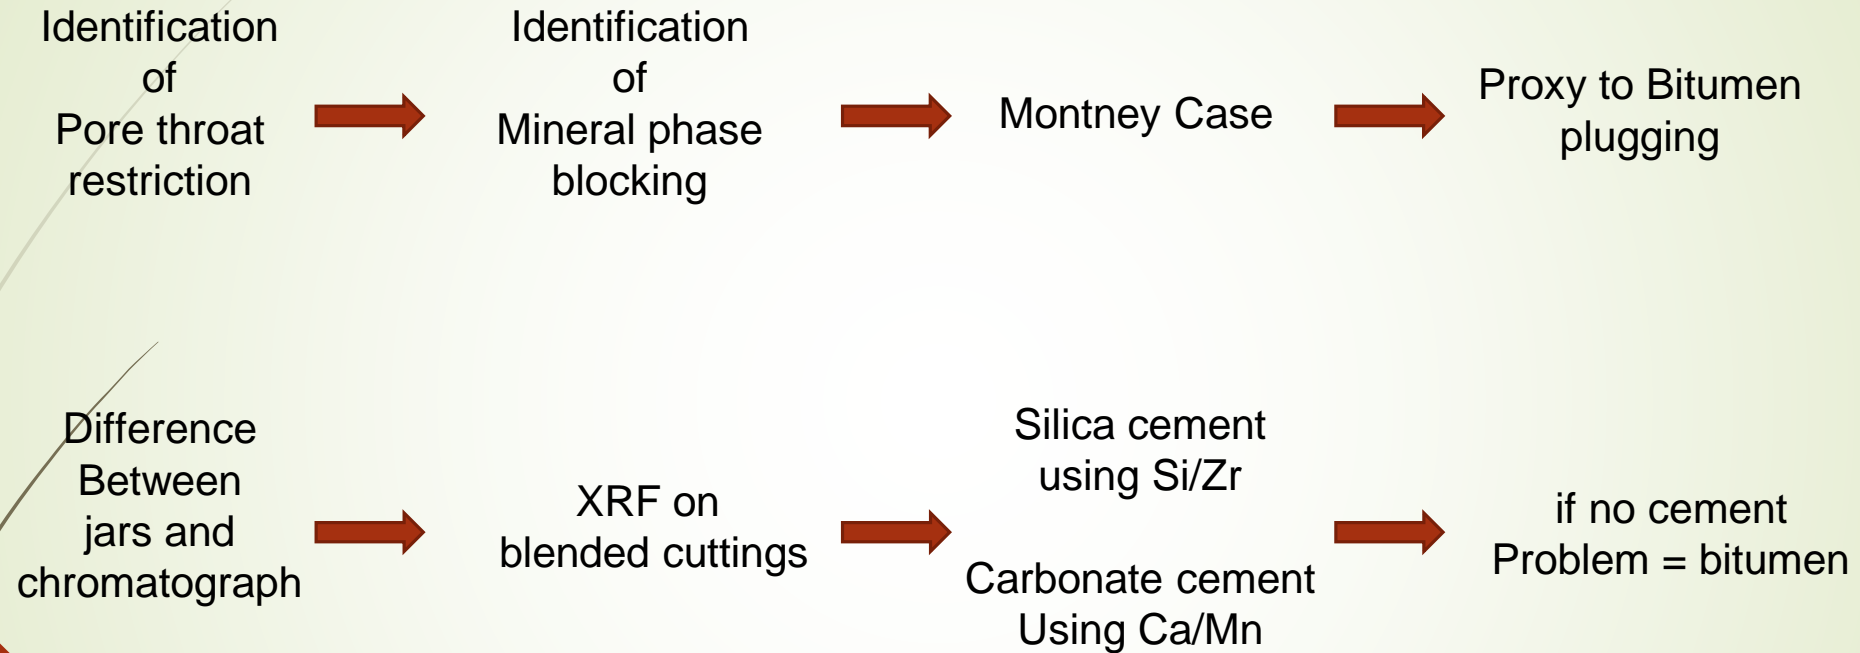 Identification
of
Pore throat
restriction
Identification
of
Mineral phase
blocking
Montney Case
Proxy to Bitumen
plugging
Difference
Between
jars and
chromatograph
XRF on
blended cuttings
Silica cement
using Si/Zr
Carbonate cement
Using Ca/Mn
if no cement
Problem = bitumen